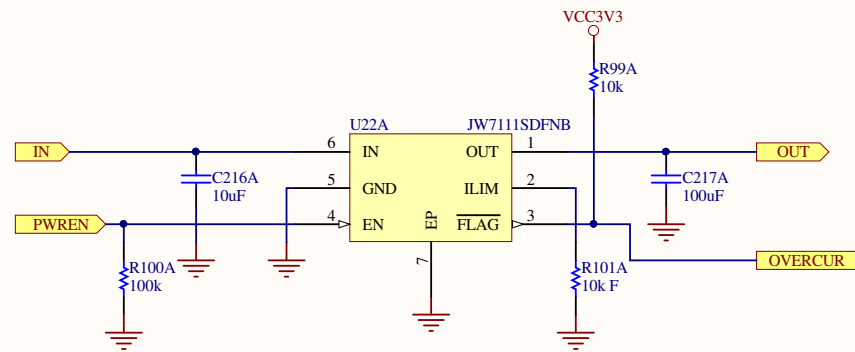 VCC3V3
R99A
10k
U22A
JW7111SDFNB
IN
6
IN
OUT
1
OUT
C216A
10uF
5
GND
ILIM
2
C217A
100uF
PWREN
4
EN
EP
FLAG
3
7
R100A
100k
R101A
10k F
OVERCUR